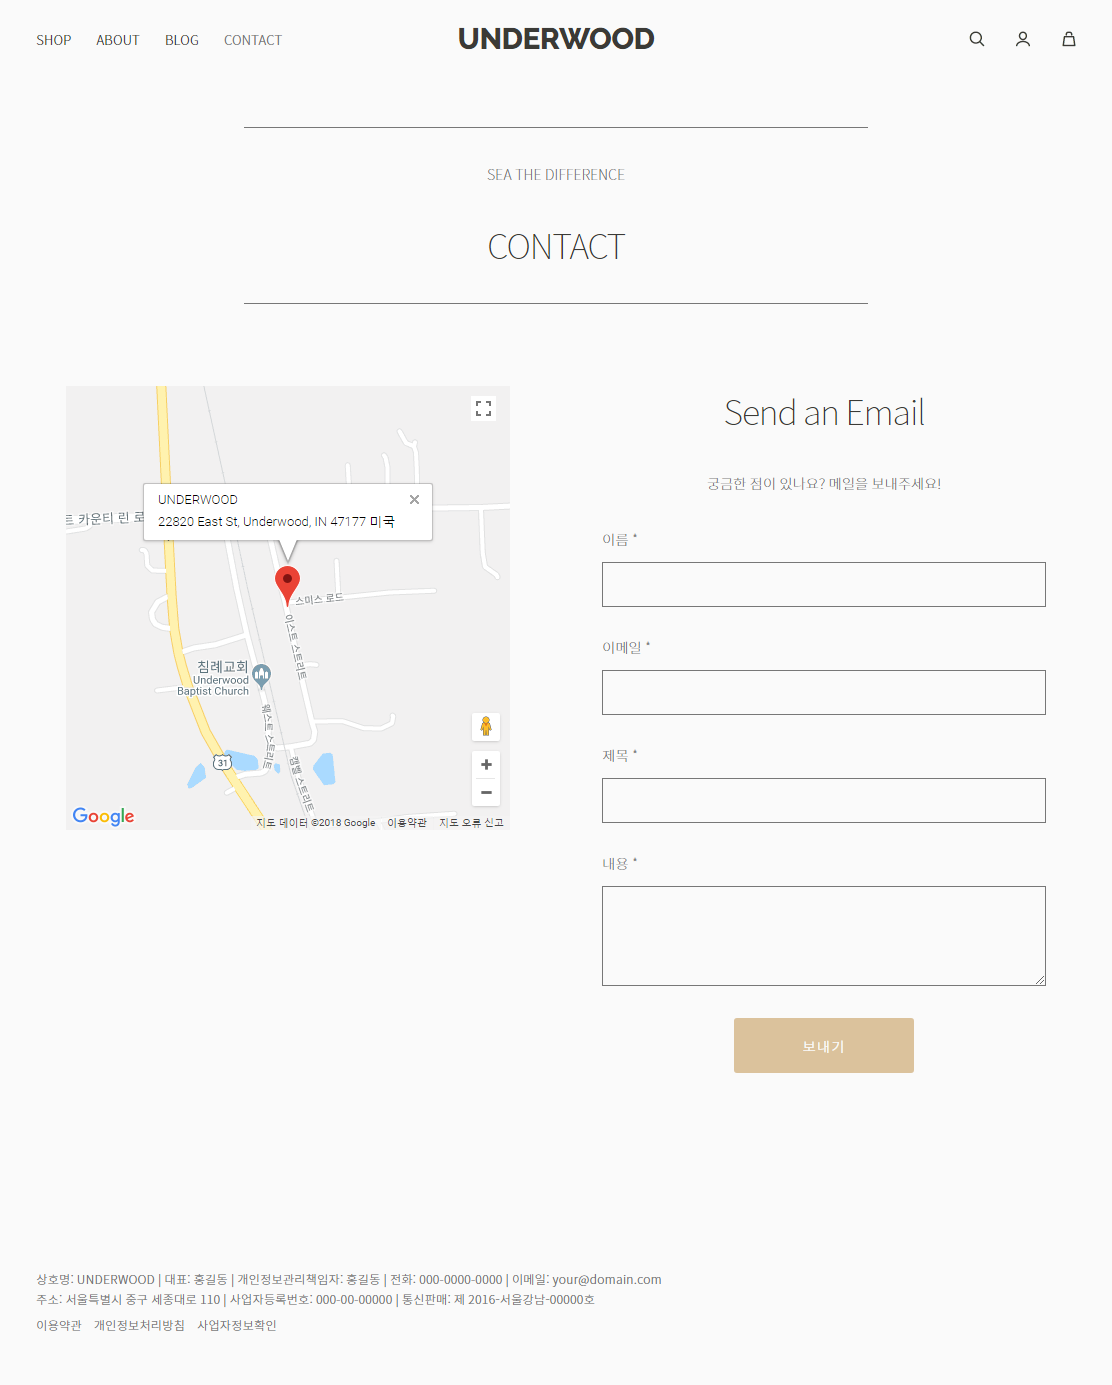 SHOP ABOUT BLOG CONTACT
UNDERWOOD
SEA THE DIFFERENCE
CONTACT
트 카운티 린 로
UNDERWOOD
22820 East St, Underwood, IN 47177 미국
스미스 로드
이스트 스트리트
침례교회
Underwood
Baptist Church
웨스트 스트리트
캠벨 스트리트
31
Google
지도 데이터 ©2018 Google 이용약관 지도 오류 신고
Send an Email
궁금한 점이 있나요? 메일을 보내주세요!
이름 *
이메일 *
제목 *
내용 *
보내기
상호명: UNDERWOOD | 대표: 홍길동 | 개인정보관리책임자: 홍길동 | 전화: 000-0000-0000 | 이메일: your@domain.com
주소: 서울특별시 중구 세종대로 110 | 사업자등록번호: 000-00-00000 | 통신판매: 제 2016-서울강남-00000호
이용약관 개인정보처리방침 사업자정보확인